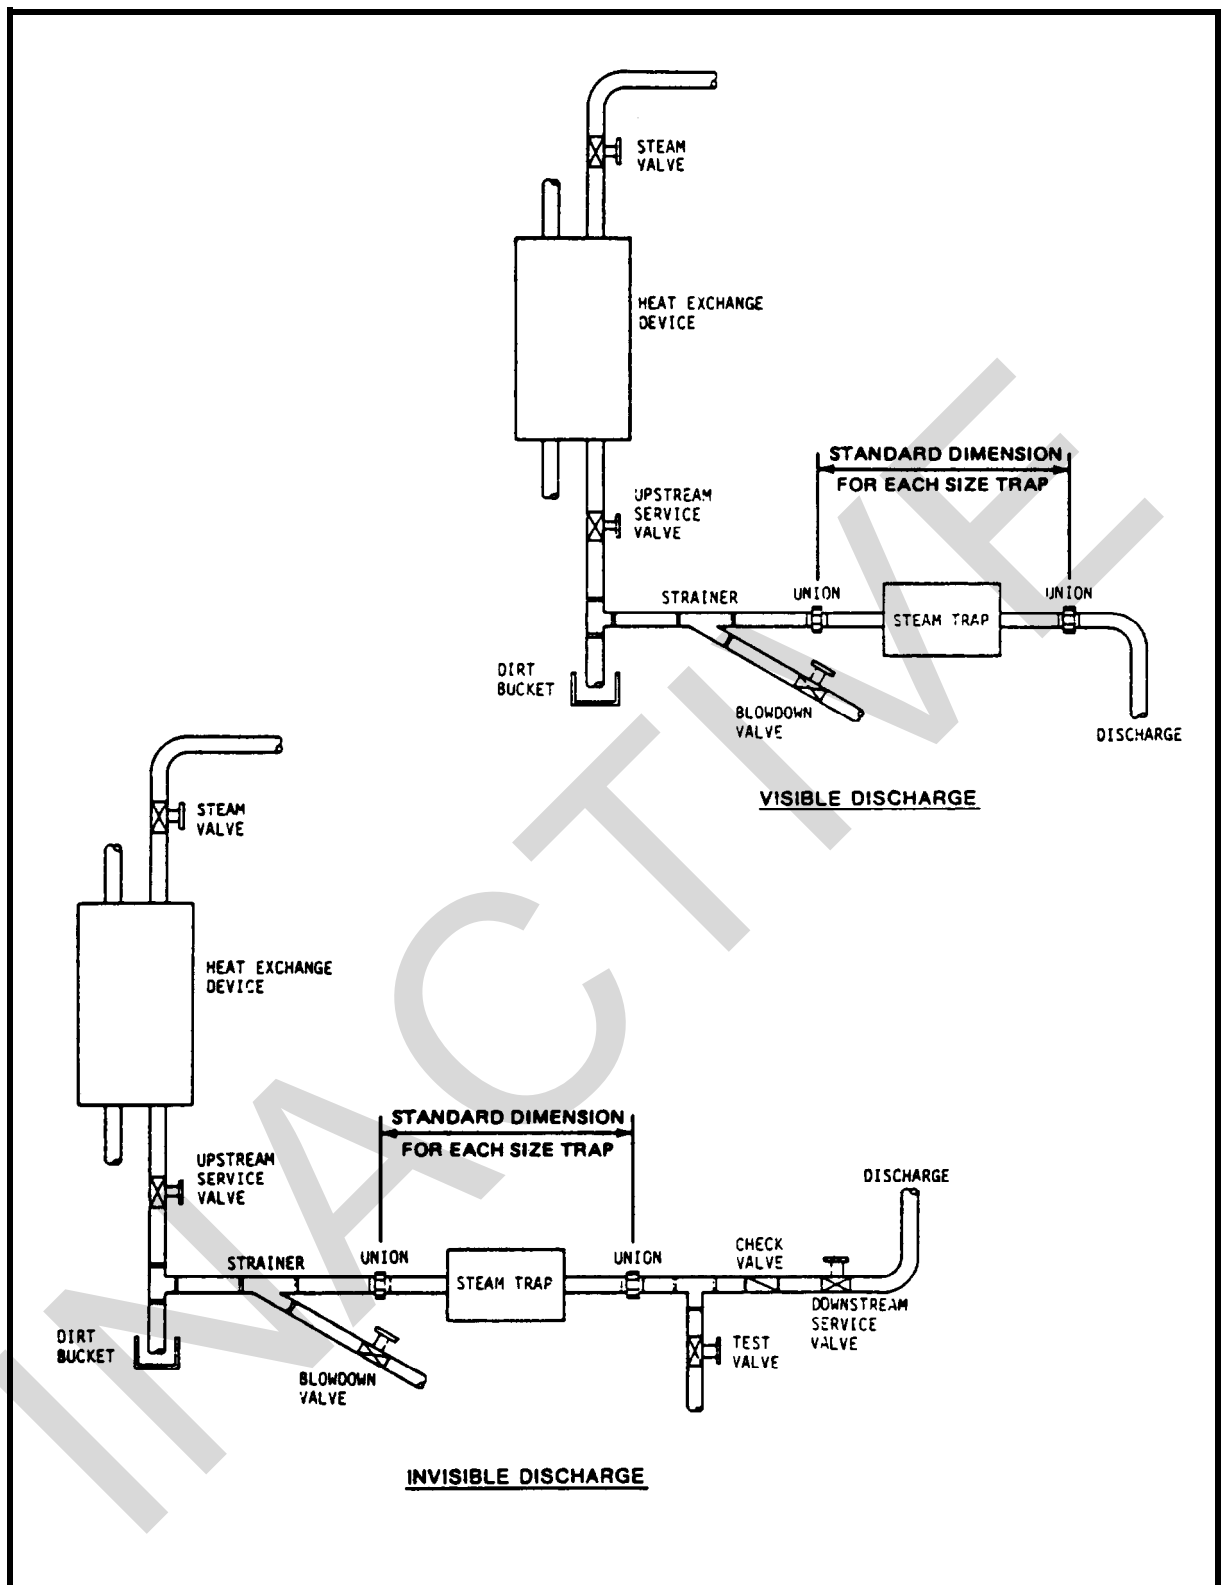 STEAM
VALVE
HEAT EXCHANGE
DEVICE
STANDARD DIMENSION
FOR EACH SIZE TRAP
UPSTREAM
SERVICE
VALVE
STRAINER
UNION
STEAM TRAP
UNION
DIRT
BUCKET
BLOWDOWN
VALVE
DISCHARGE
VISIBLE DISCHARGE
STEAM
VALVE
HEAT EXCHANGE
DEVICE
STANDARD DIMENSION
FOR EACH SIZE TRAP
UPSTREAM
SERVICE
VALVE
DISCHARGE
STRAINER
UNION
STEAM TRAP
UNION
CHECK
VALVE
DOWNSTREAM
SERVICE
VALVE
DIRT
BUCKET
BLOWDOWN
VALVE
TEST
VALVE
INVISIBLE DISCHARGE
INACTIVE